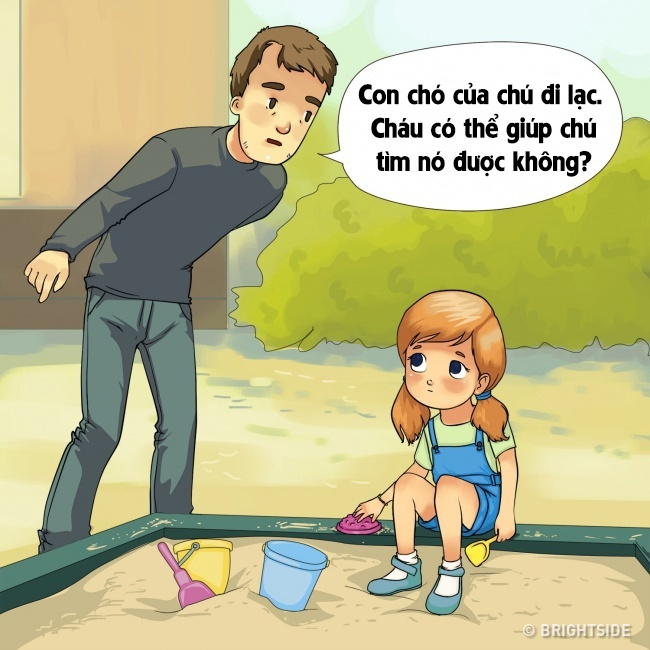 Con chó của chú đi lạc.
Cháu có thể giúp chú
tìm nó được không?
© BRIGHTSIDE